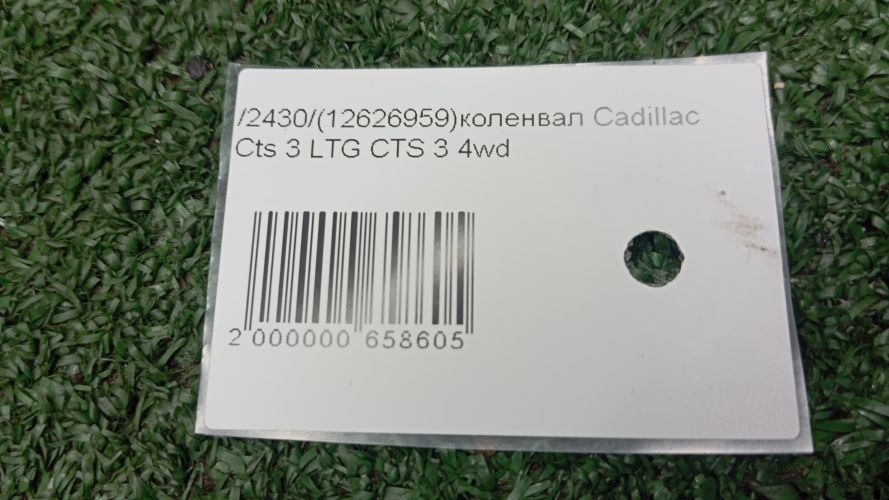 /2430/(12626959)коленвал Cadillac
Cts 3 LTG CTS 3 4wd
2 000000 658605